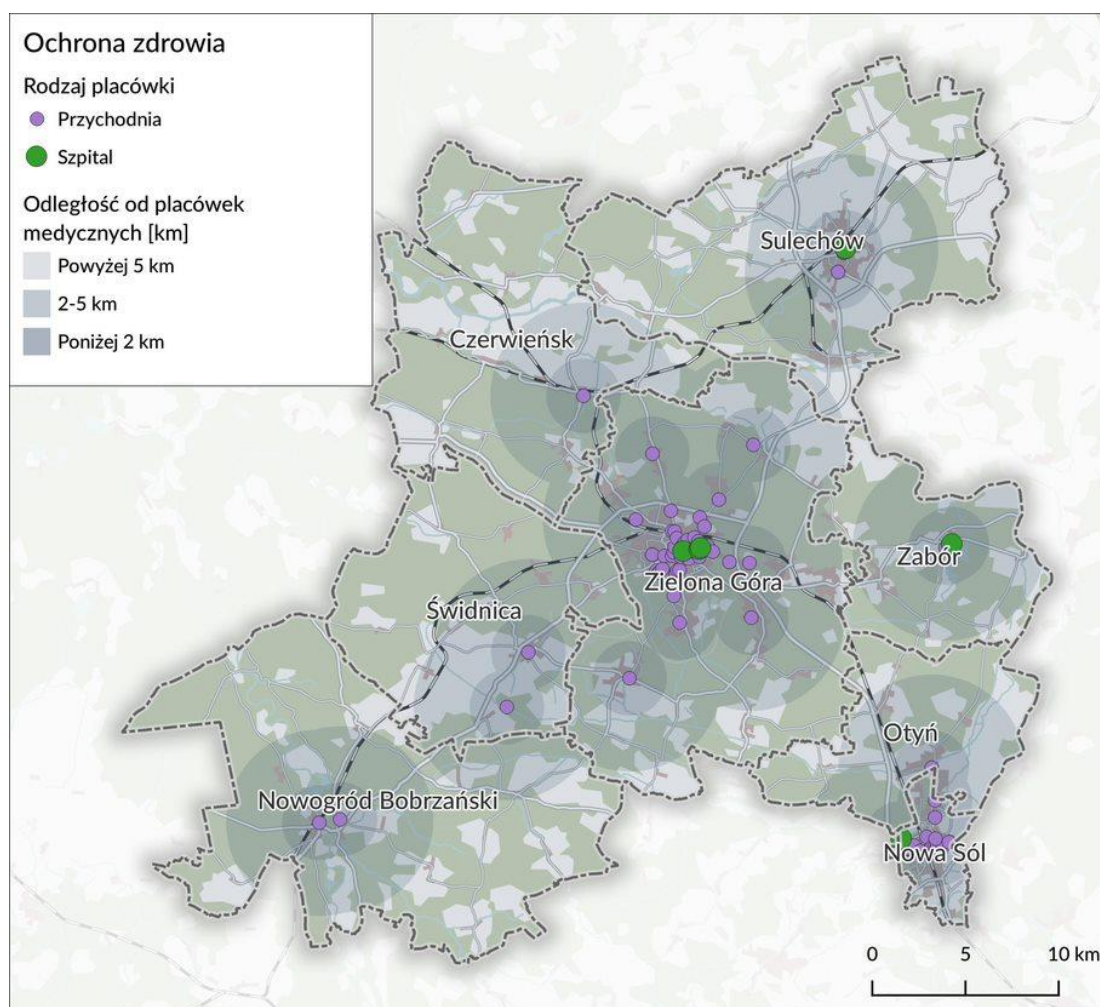 Ochrona zdrowia
Rodzaj placówki
Przychodnia
Szpital
Odległość od placówek
medycznych [km]
Powyżej 5 km
2-5 km
Poniżej 2 km
Sulechów
Czerwieńsk
Zabór
Zielona Góra
Świdnica
Otyń
Nowogród Bobrzański
Nowa Sól
0 5 10 km